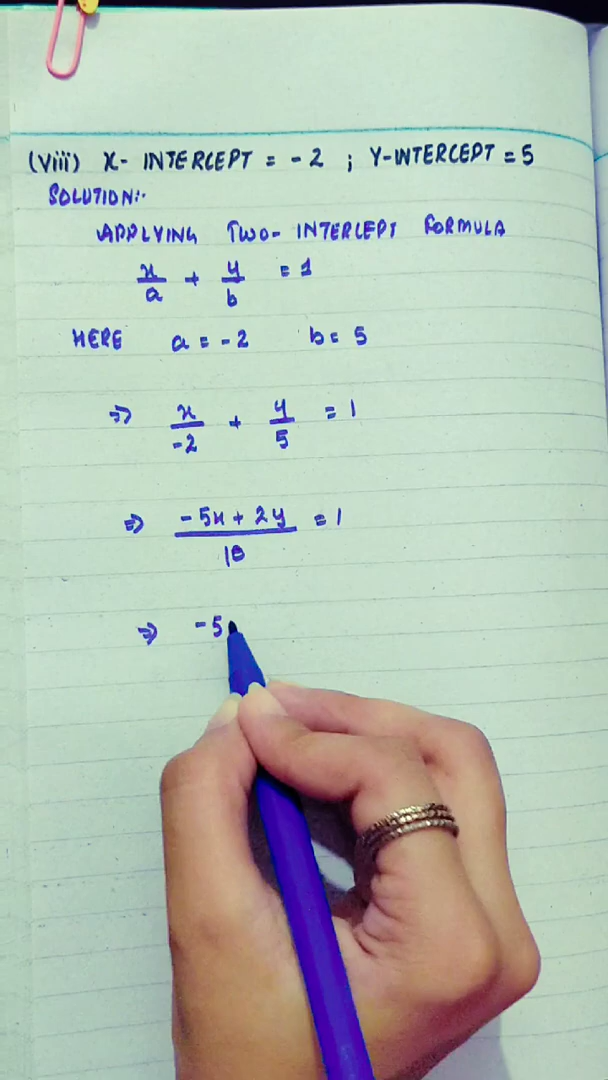 (viii) X- INTERCEPT = -2 ; Y-INTERCEPT = 5
SOLUTION:-
APPLYING TWO-INTERCEPT FORMULA
x/a + y/b = 1
HERE a = -2 b = 5
⇒ x/-2 + y/5 = 1
⇒ -5x + 2y/10 = 1
⇒ -5